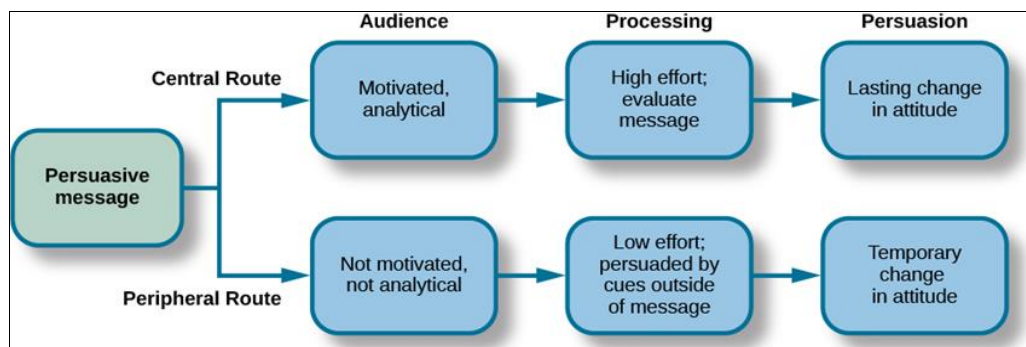 Audience
Processing
Persuasion
Central Route
Motivated,
analytical
High effort;
evaluate
message
Lasting change
in attitude
Persuasive
message
Peripheral Route
Not motivated,
not analytical
Low effort;
persuaded by
cues outside
of message
Temporary
change
in attitude